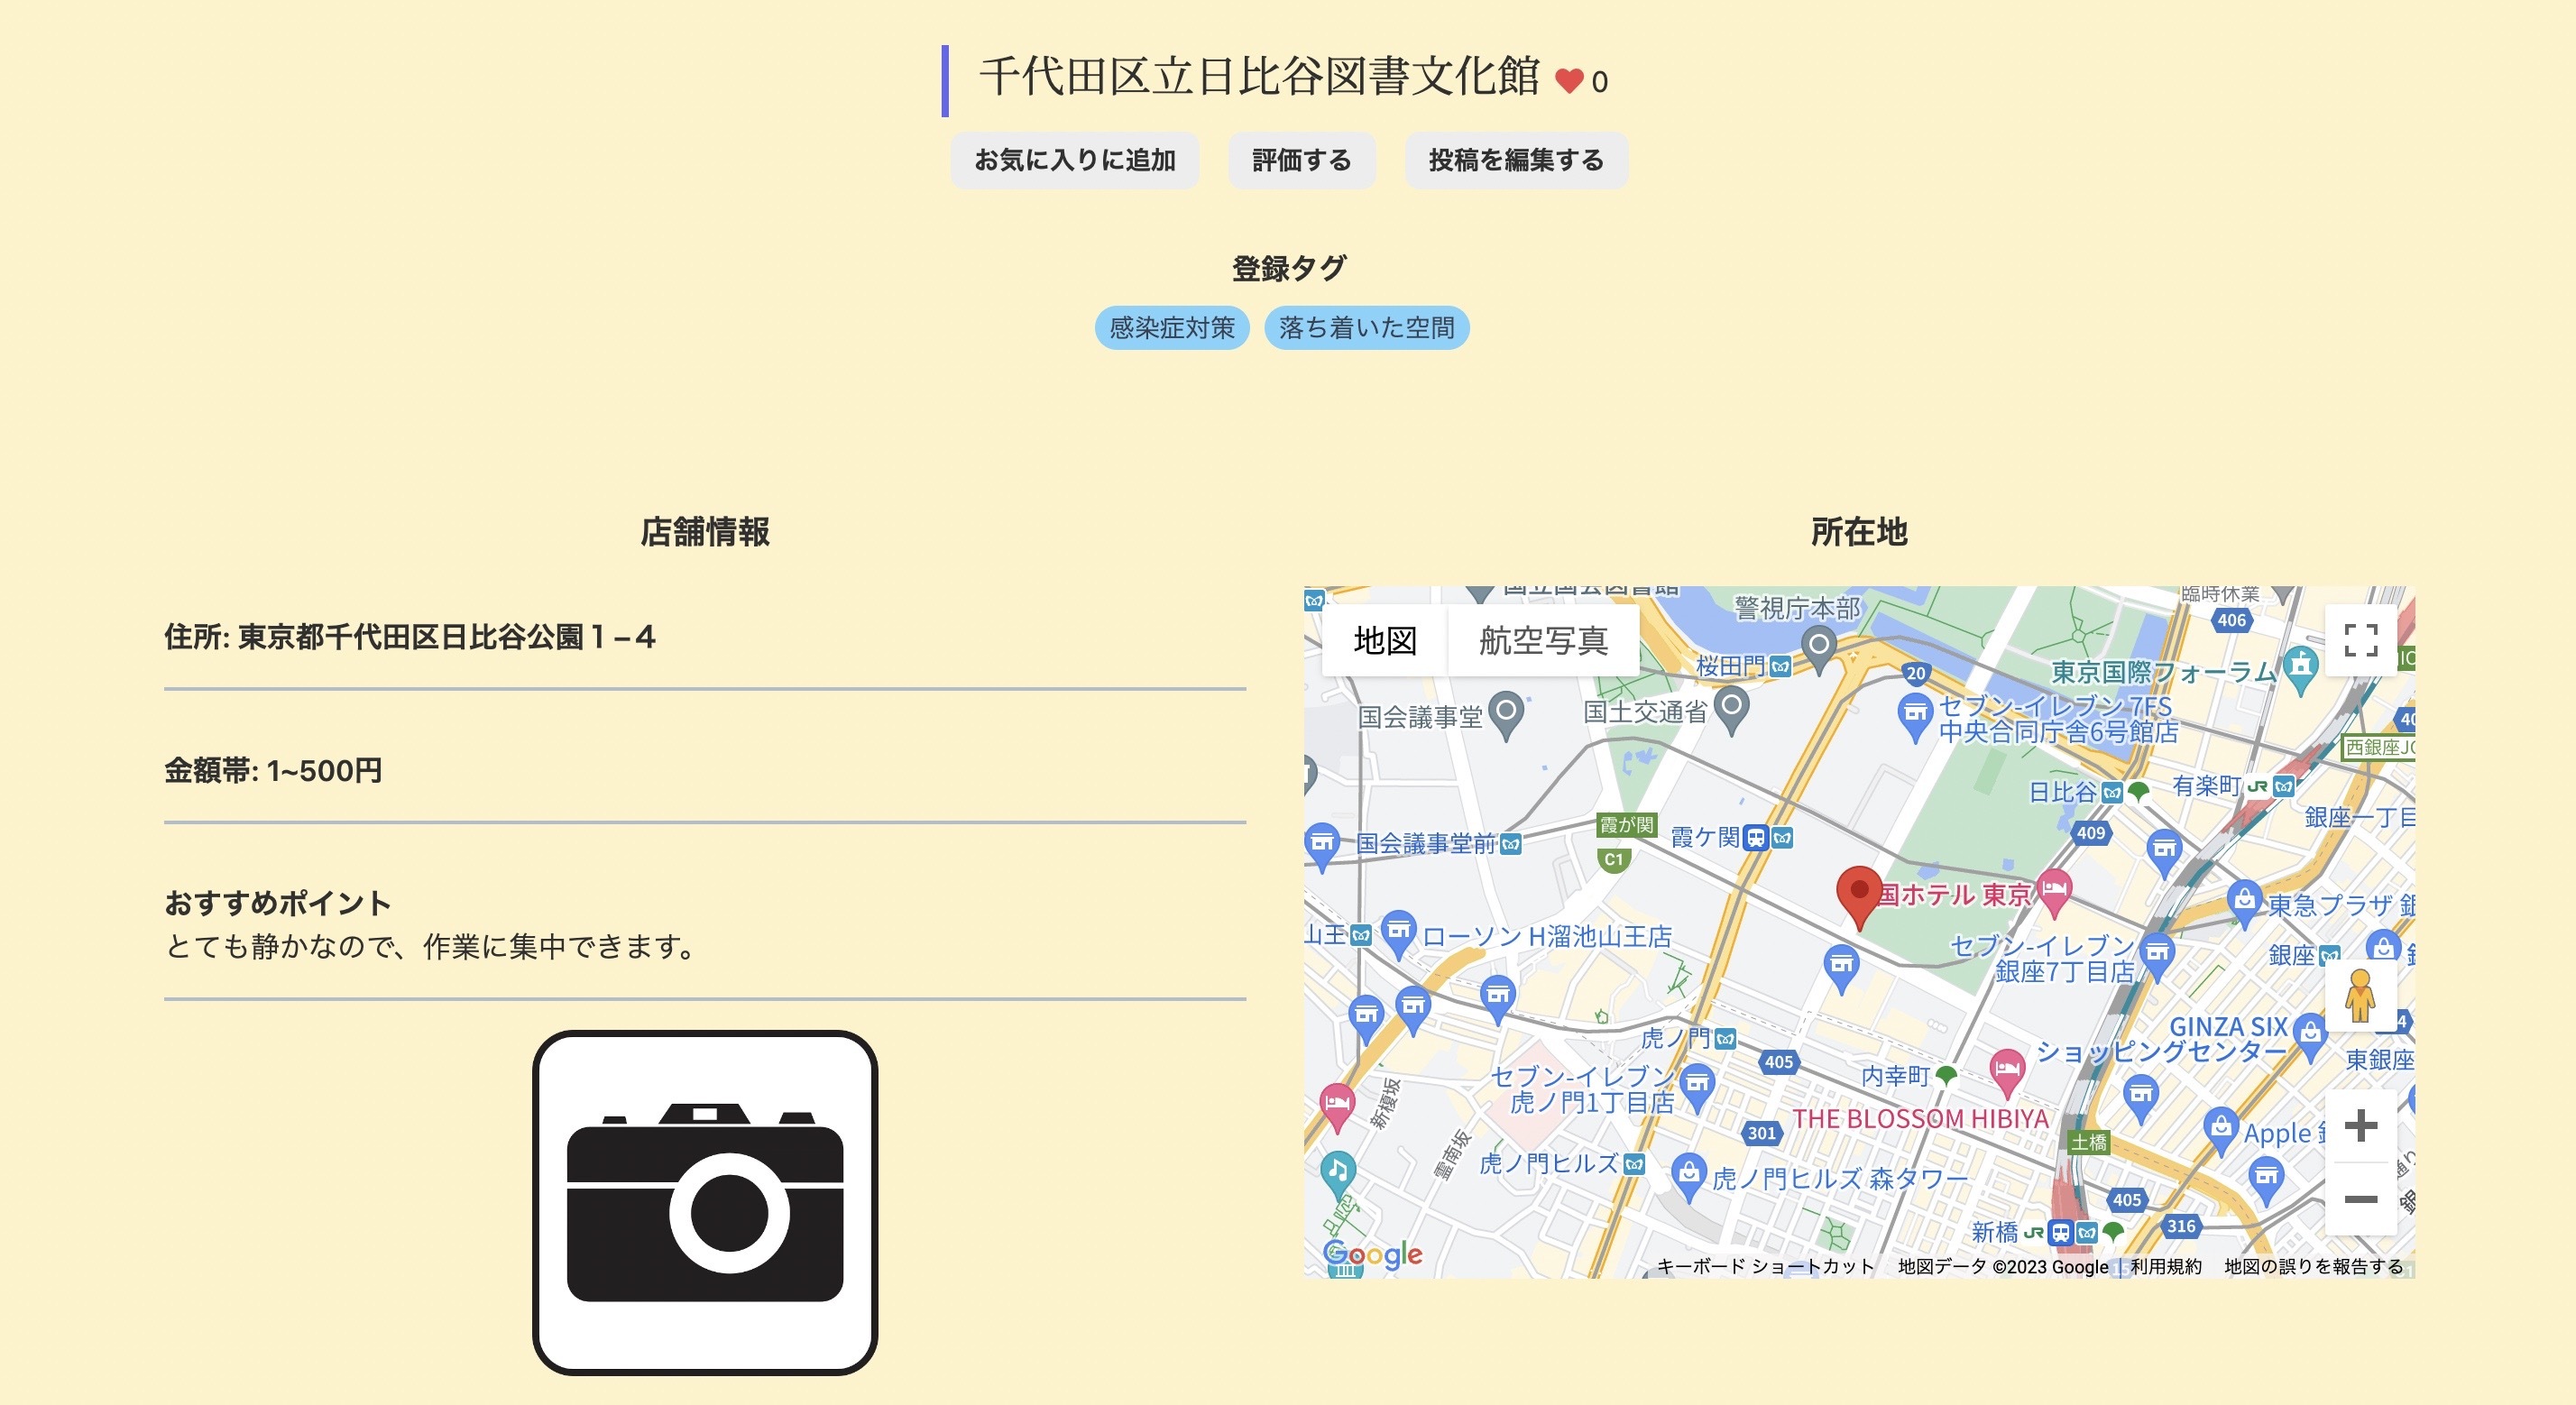 千代田区立日比谷図書文化館 0
お気に入りに追加 評価する 投稿を編集する
登録タグ
感染症対策 落ち着いた空間
店舗情報
住所: 東京都千代田区日比谷公園１−４
金額帯: 1~500円
おすすめポイント
とても静かなので、作業に集中できます。
所在地
地図 航空写真
警視庁本部
臨時休業
406
桜田門
20
東京国際フォーラム
国会議事堂
国土交通省
セブン-イレブン 7FS
中央合同庁舎6号館店
西銀座JC
日比谷
有楽町
JR
銀座一丁目
409
霞が関
C1
霞ケ関
国会議事堂前
国ホテル 東京
東急プラザ 銀
山王
ローソン H溜池山王店
セブン-イレブン
銀座7丁目店
銀座
GINZA SIX
ショッピングセンター
東銀座
虎ノ門
405
内幸町
セブン-イレブン
虎ノ門1丁目店
新榎坂
霊南坂
301
THE BLOSSOM HIBIYA
土橋
Apple 銀
虎ノ門ヒルズ
虎ノ門ヒルズ 森タワー
405
316
新橋
JR
Google
キーボード ショートカット 地図データ ©2023 Google 利用規約 地図の誤りを報告する